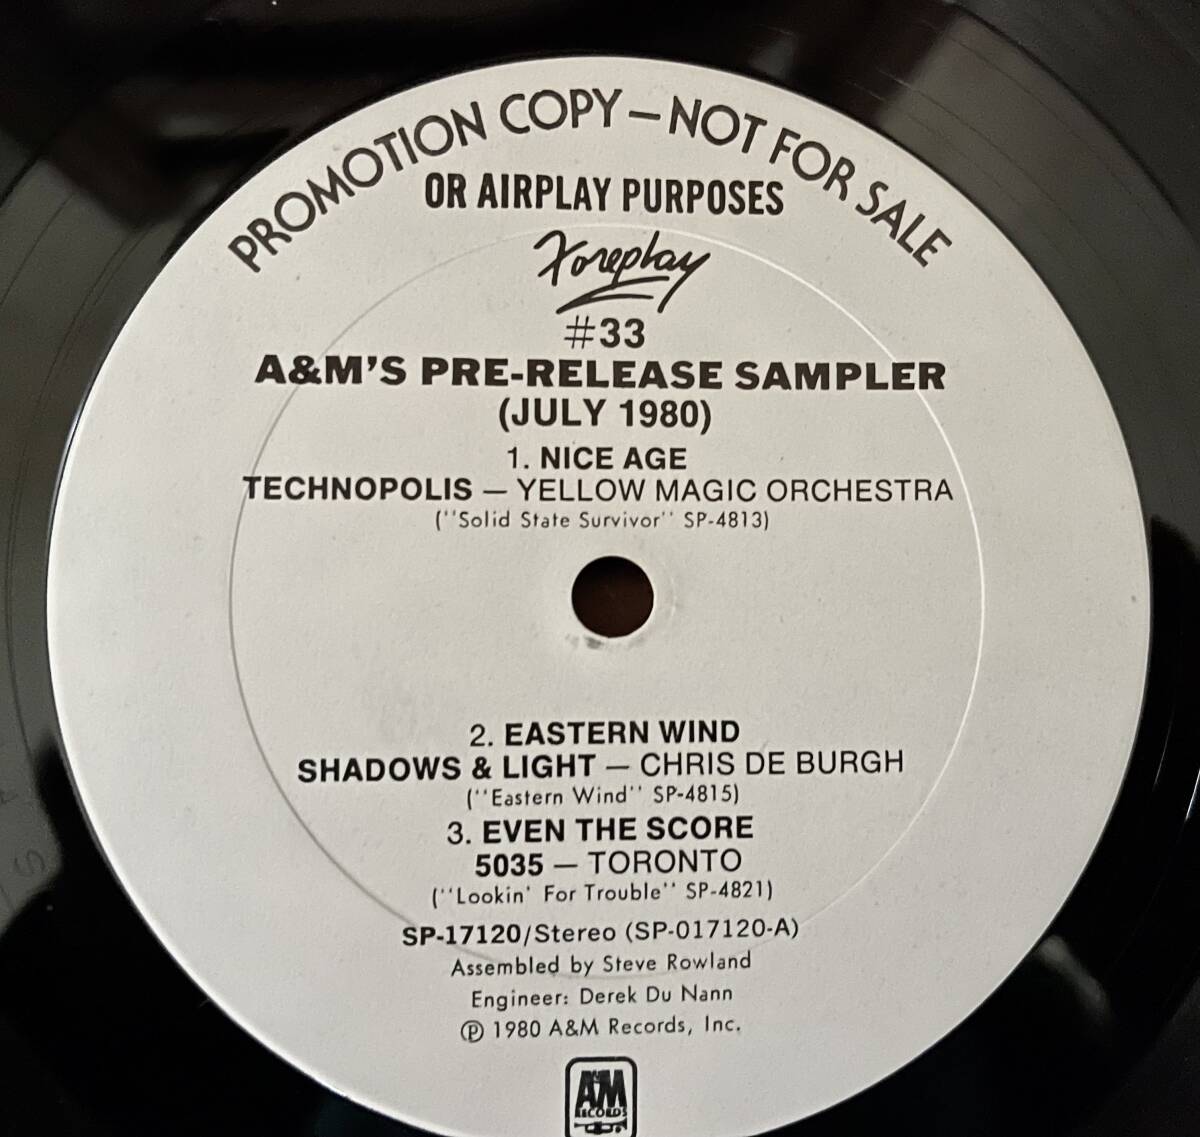 PROMOTION COPY — NOT FOR SALE
OR AIRPLAY PURPOSES
Foreplay
#33
A&M'S PRE-RELEASE SAMPLER
(JULY 1980)
1. NICE AGE
TECHNOPOLIS — YELLOW MAGIC ORCHESTRA
(''Solid State Survivor'' SP-4813)
2. EASTERN WIND
SHADOWS & LIGHT — CHRIS DE BURGH
(''Eastern Wind'' SP-4815)
3. EVEN THE SCORE
5035 — TORONTO
(''Lookin' For Trouble'' SP-4821)
SP-17120/Stereo (SP-017120-A)
Assembled by Steve Rowland
Engineer: Derek Du Nann
℗ 1980 A&M Records, Inc.
A&M
RECORDS